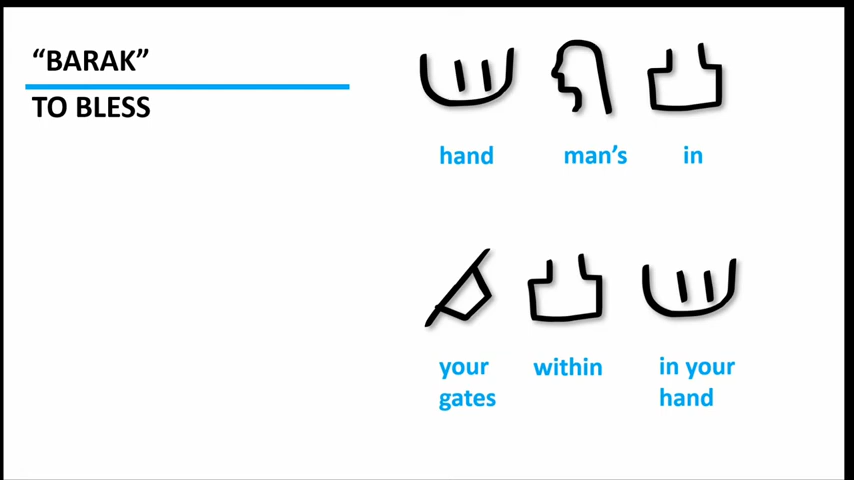 “BARAK”
TO BLESS
hand man’s in
your within in your
gates hand